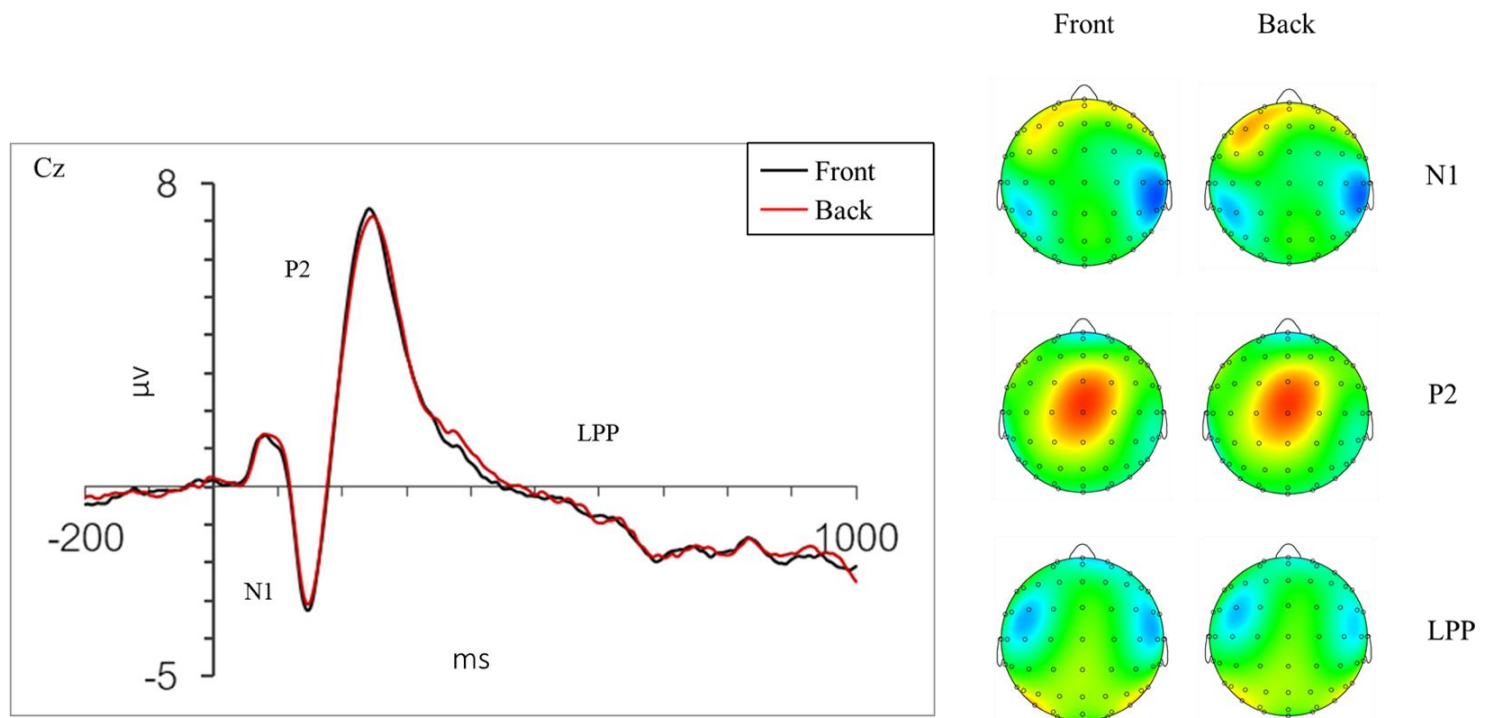 Front Back
Cz
8
Front
Back
N1
P2
μv
P2
LPP
-200
1000
N1
ms
LPP
-5